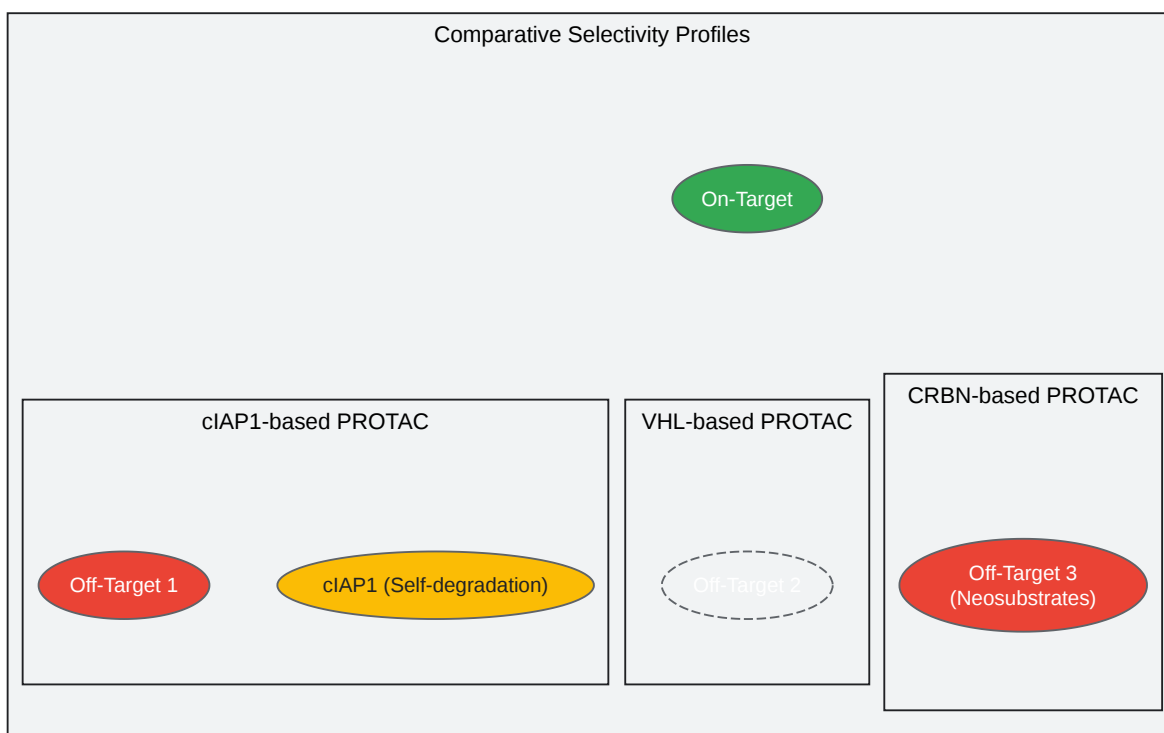 Comparative Selectivity Profiles
On-Target
cIAP1-based PROTAC
VHL-based PROTAC
CRBN-based PROTAC
Off-Target 1
cIAP1 (Self-degradation)
Off-Target 2
Off-Target 3
(Neosubstrates)